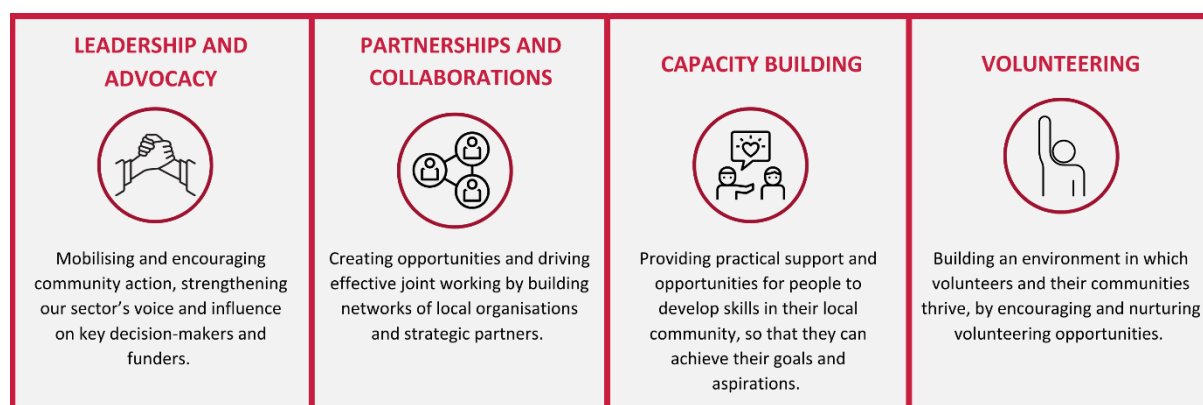 LEADERSHIP AND
ADVOCACY
Mobilising and encouraging
community action, strengthening
our sector’s voice and influence
on key decision-makers and
funders.
PARTNERSHIPS AND
COLLABORATIONS
Creating opportunities and driving
effective joint working by building
networks of local organisations
and strategic partners.
CAPACITY BUILDING
Providing practical support and
opportunities for people to
develop skills in their local
community, so that they can
achieve their goals and
aspirations.
VOLUNTEERING
Building an environment in which
volunteers and their communities
thrive, by encouraging and nurturing
volunteering opportunities.